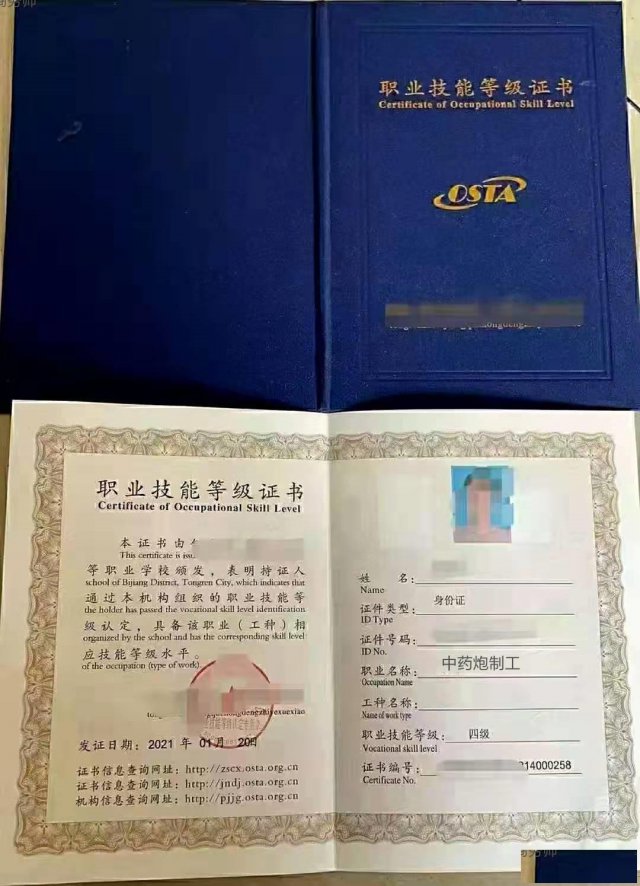 职业技能等级证书
Certificate of Occupational Skill Level
OSTA
职业技能等级证书
Certificate of Occupational Skill Level
本证书由
This certificate is
等职业学校颁发，表明持证人
school of Bijiang District, Tongren City, which indicates that
通过本机构组织的职业技能等
the holder has passed the vocational skill level identification
级认定，具备该职业（工种）相
organized by the school and has the corresponding skill level
应技能等级水平。
of the occupation (type of work).
发证日期：2021 年 01月 20日
证书信息查询网址：http://zscx.osta.org.cn
证书信息查询网址：http://jndj.osta.org.cn
机构信息查询网址：http://pjjg.osta.org.cn
姓 名：
Name
证件类型： 身份证
ID Type
证件号码：
ID No.
职业名称： 中药炮制工
Occupation Name
工种名称：
Name of work type
职业技能等级： 四级
Vocational skill level
证书编号： 14000258
Certificate No.